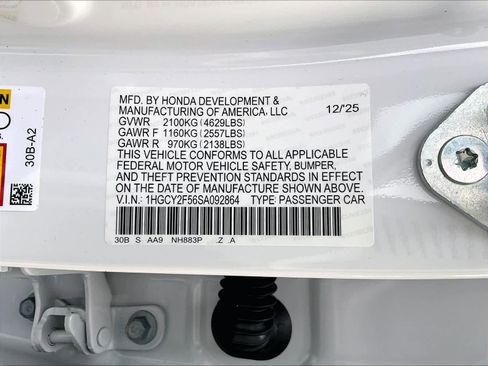 MFD. BY HONDA DEVELOPMENT &
MANUFACTURING OF AMERICA, LLC 12/'25
GVWR 2100KG (4629LBS)
GAWR F 1160KG (2557LBS)
GAWR R 970KG (2138LBS)
THIS VEHICLE CONFORMS TO ALL APPLICABLE
FEDERAL MOTOR VEHICLE SAFETY, BUMPER,
AND THEFT PREVENTION STANDARDS IN EFFECT
ON THE DATE OF MANUFACTURE SHOWN ABOVE.
V.I.N.: 1HGCY2F56SA092864 TYPE: PASSENGER CAR
30B S AA9 NH883P .Z .A
30B-A2